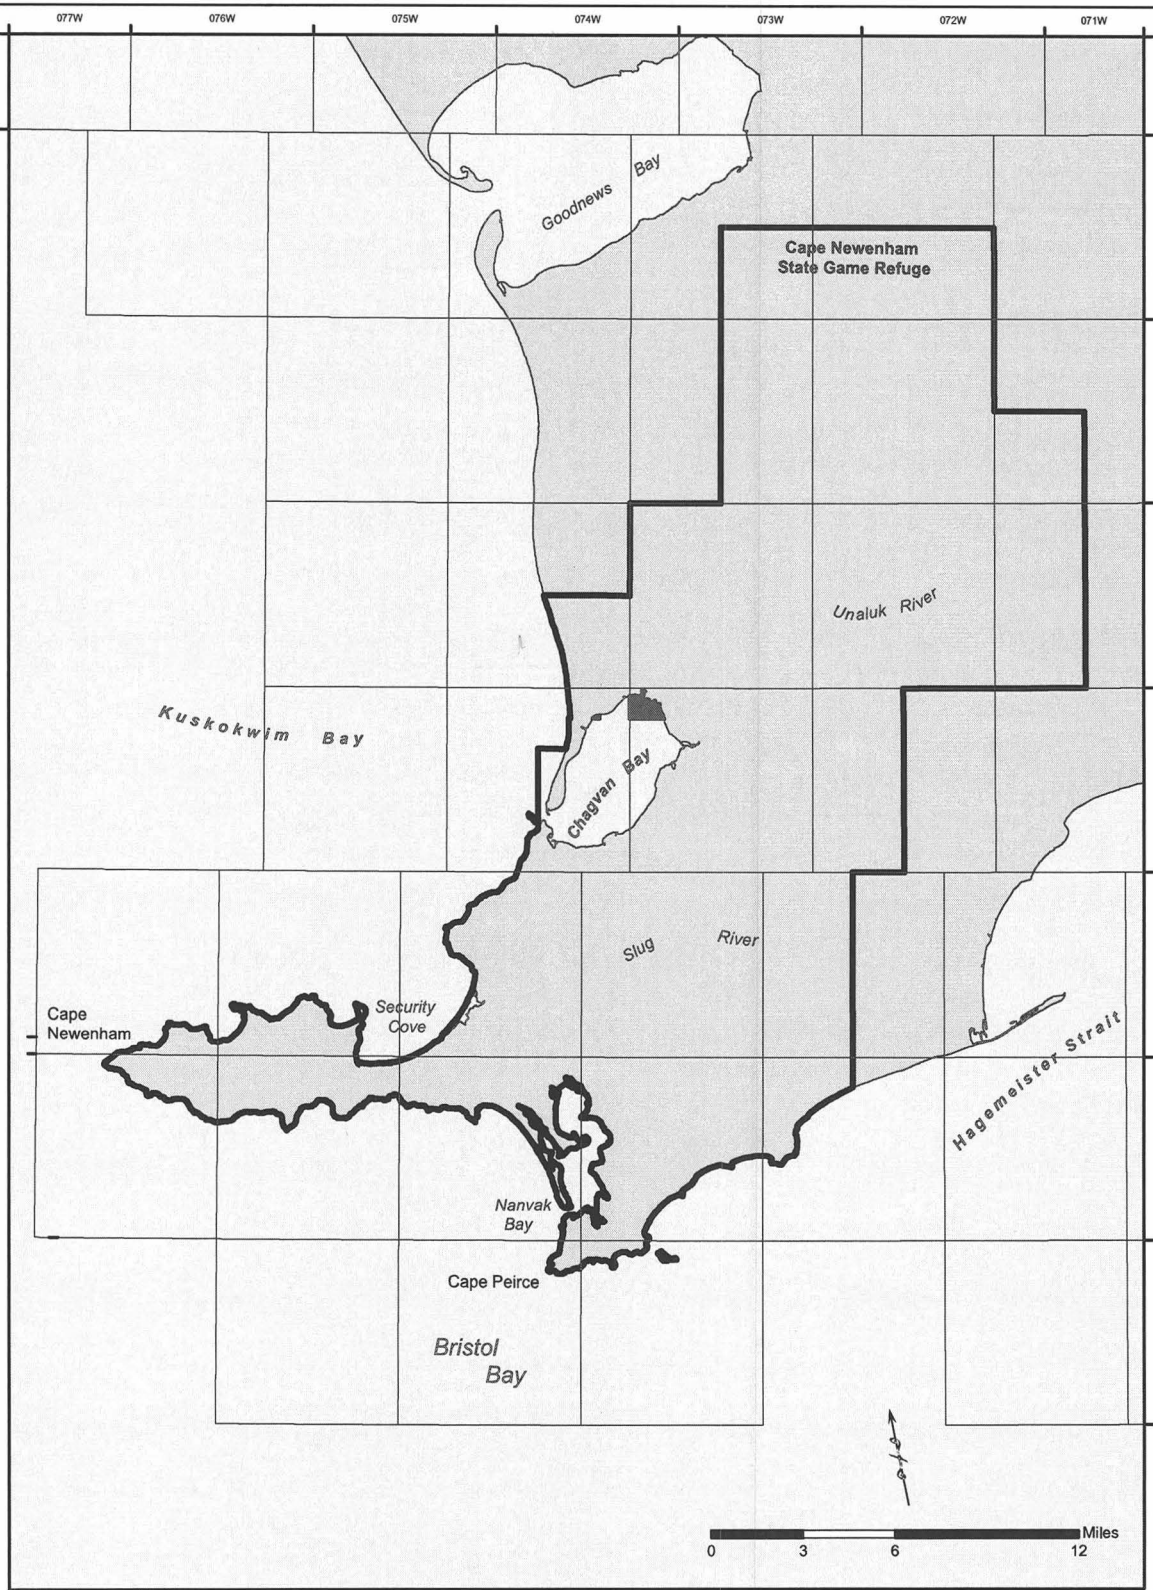 077W 076W 075W 074W 073W 072W 071W
Goodnews Bay
Cape Newenham
State Game Refuge
Unaluk River
Kuskokwim Bay
Chagvan Bay
Slug River
Security
Cove
Cape
Newenham
Hagemeister Strait
Nanvak
Bay
Cape Peirce
Bristol
Bay
Miles
0 3 6 12